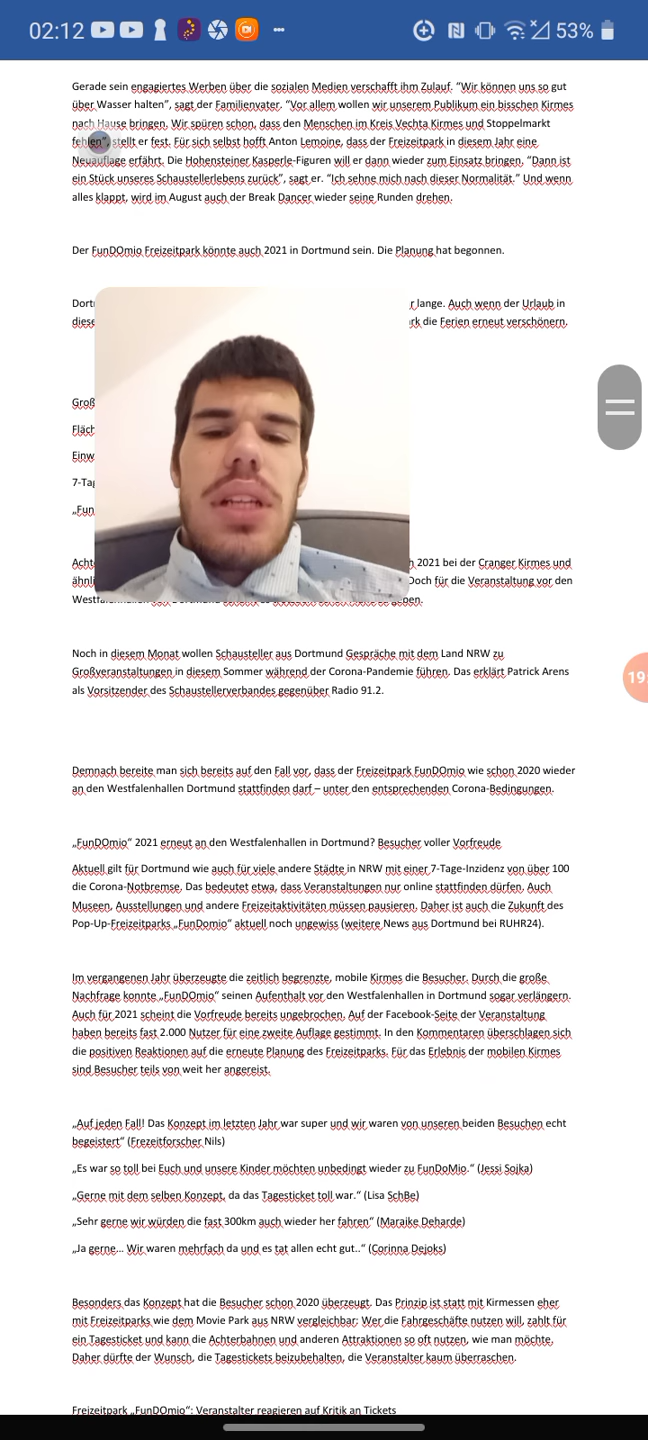 02:12
53%
Gerade sein engagiertes Werben über die sozialen Medien verschafft ihm Zulauf. “Wir können uns so gut
über Wasser halten”, sagt der Familienvater. “Vor allem wollen wir unserem Publikum ein bisschen Kirmes
nach Hause bringen. Wir spüren schon, dass den Menschen im Kreis Vechta Kirmes und Stoppelmarkt
fehlen”, stellt er fest. Für sich selbst hofft Anton Lemoine, dass der Freizeitpark in diesem Jahr eine
Neuauflage erfährt. Die Hohensteiner Kasperle-Figuren will er dann wieder zum Einsatz bringen. “Dann ist
ein Stück unseres Schaustellerlebens zurück”, sagt er. “Ich sehne mich nach dieser Normalität.” Und wenn
alles klappt, wird im August auch der Break Dancer wieder seine Runden drehen.
Der FunDOmio Freizeitpark könnte auch 2021 in Dortmund sein. Die Planung hat begonnen.
lange. Auch wenn der Urlaub in
die Ferien erneut verschönern.
2021 bei der Cranger Kirmes und
Doch für die Veranstaltung vor den
Noch in diesem Monat wollen Schausteller aus Dortmund Gespräche mit dem Land NRW zu
Großveranstaltungen in diesem Sommer während der Corona-Pandemie führen. Das erklärt Patrick Arens
als Vorsitzender des Schaustellerverbandes gegenüber Radio 91.2.
Demnach bereite man sich bereits auf den Fall vor, dass der Freizeitpark FunDOmio wie schon 2020 wieder
an den Westfalenhallen Dortmund stattfinden darf – unter den entsprechenden Corona-Bedingungen.
„FunDOmio“ 2021 erneut an den Westfalenhallen in Dortmund? Besucher voller Vorfreude
Aktuell gilt für Dortmund wie auch für viele andere Städte in NRW mit einer 7-Tage-Inzidenz von über 100
die Corona-Notbremse. Das bedeutet etwa, dass Veranstaltungen nur online stattfinden dürfen. Auch
Museen, Ausstellungen und andere Freizeitaktivitäten müssen pausieren. Daher ist auch die Zukunft des
Pop-Up-Freizeitparks „FunDomio“ aktuell noch ungewiss (weitere News aus Dortmund bei RUHR24).
Im vergangenen Jahr überzeugte die zeitlich begrenzte, mobile Kirmes die Besucher. Durch die große
Nachfrage konnte „FunDOmio“ seinen Aufenthalt vor den Westfalenhallen in Dortmund sogar verlängern.
Auch für 2021 scheint die Vorfreude bereits ungebrochen. Auf der Facebook-Seite der Veranstaltung
haben bereits fast 2.000 Nutzer für eine zweite Auflage gestimmt. In den Kommentaren überschlagen sich
die positiven Reaktionen auf die erneute Planung des Freizeitparks. Für das Erlebnis der mobilen Kirmes
sind Besucher teils von weit her angereist.
„Auf jeden Fall! Das Konzept im letzten Jahr war super und wir waren von unseren beiden Besuchen echt
begeistert“ (Frezeitforscher Nils)
„Es war so toll bei Euch und unsere Kinder möchten unbedingt wieder zu FunDoMio.“ (Jessi Sojka)
„Gerne mit dem selben Konzept, da das Tagesticket toll war.“ (Lisa SchBe)
„Sehr gerne wir würden die fast 300km auch wieder her fahren“ (Maraike Deharde)
„Ja gerne... Wir waren mehrfach da und es tat allen echt gut..“ (Corinna Dejoks)
Besonders das Konzept hat die Besucher schon 2020 überzeugt. Das Prinzip ist statt mit Kirmessen eher
mit Freizeitparks wie dem Movie Park aus NRW vergleichbar: Wer die Fahrgeschäfte nutzen will, zahlt für
ein Tagesticket und kann die Achterbahnen und anderen Attraktionen so oft nutzen, wie man möchte.
Daher dürfte der Wunsch, die Tagestickets beizubehalten, die Veranstalter kaum überraschen.
Freizeitpark „FunDOmio“: Veranstalter reagieren auf Kritik an Tickets